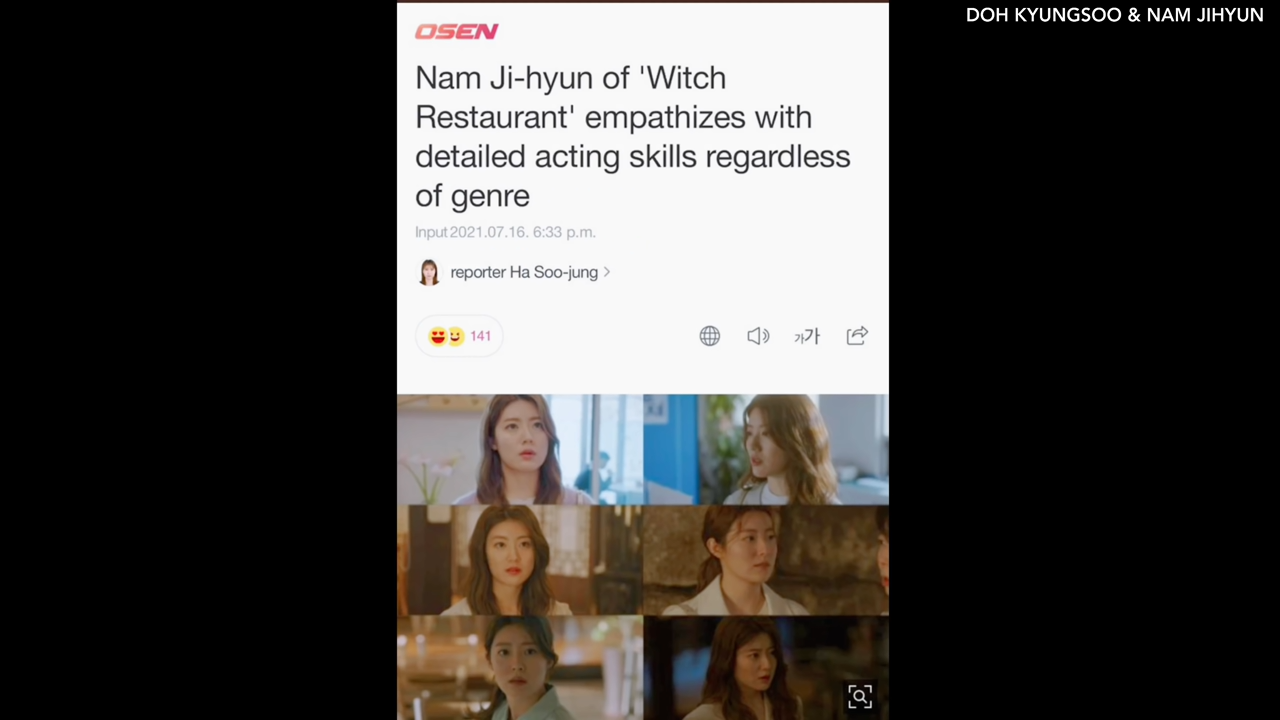 DOH KYUNGSOO & NAM JIHYUN
OSEN
Nam Ji-hyun of 'Witch
Restaurant' empathizes with
detailed acting skills regardless
of genre
Input 2021.07.16. 6:33 p.m.
reporter Ha Soo-jung >
141
가가